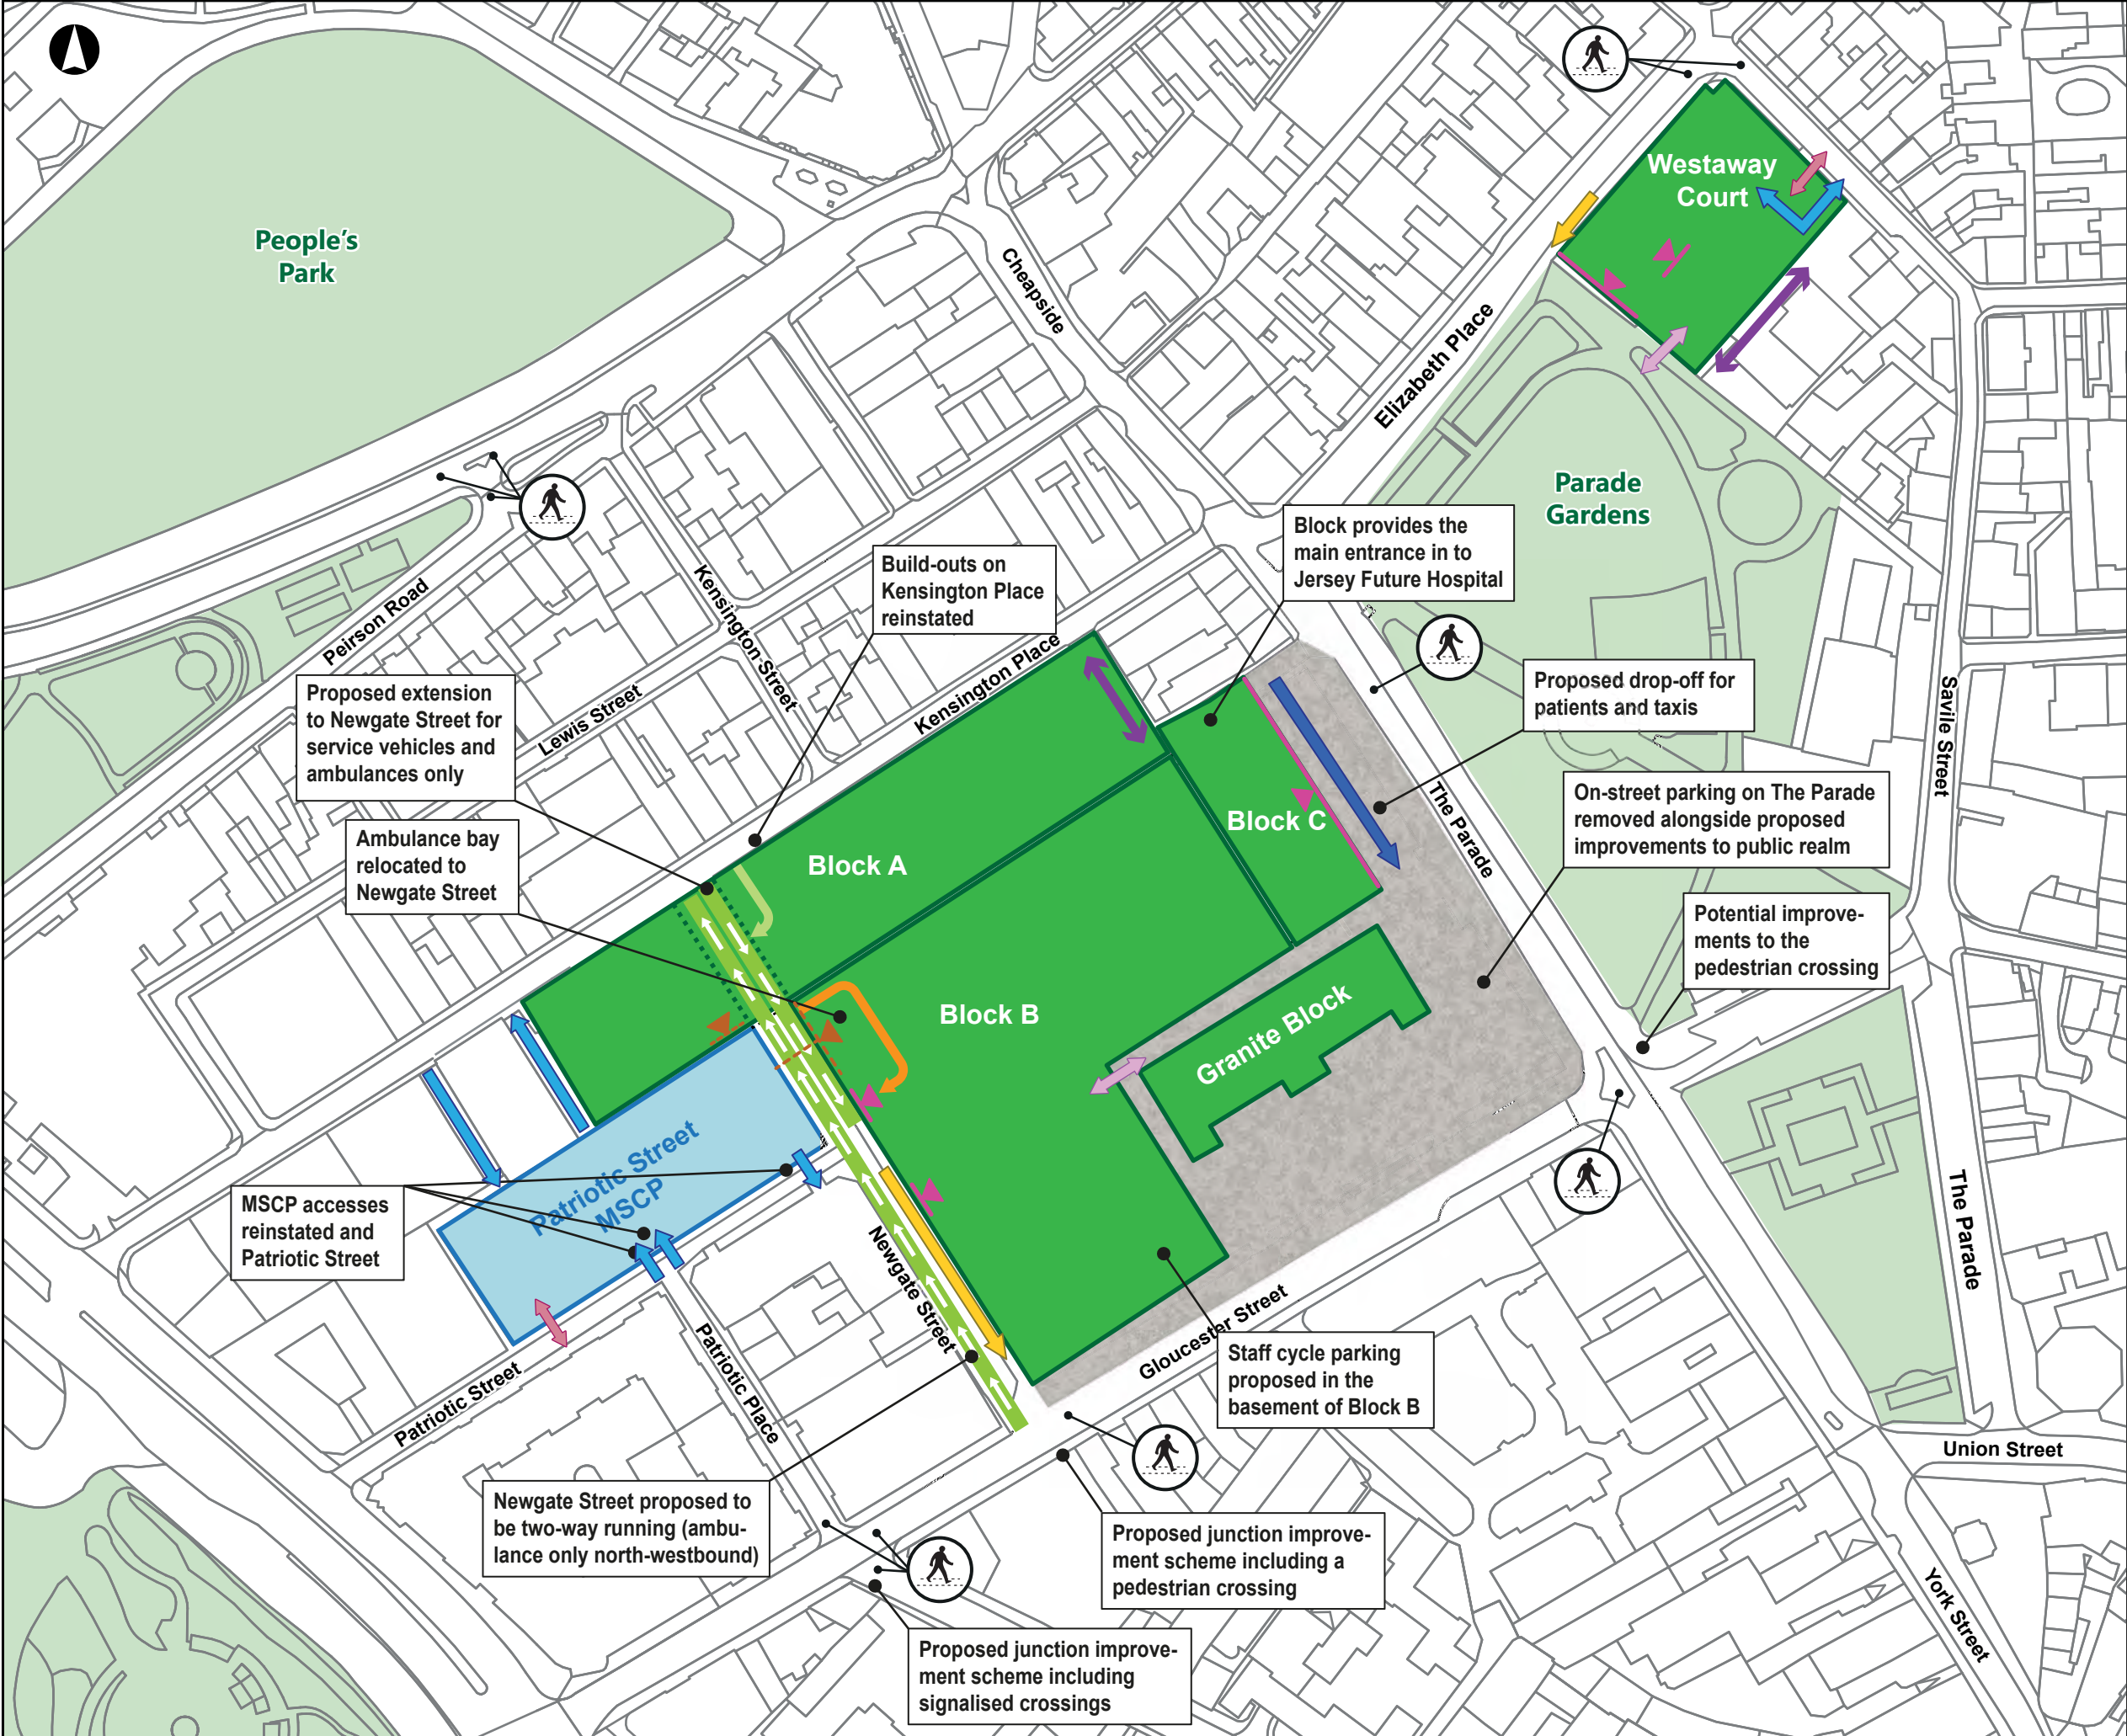 Westaway
Court
People's
Park
Cheapside
Elizabeth Place
Parade
Gardens
Block provides the
main entrance in to
Jersey Future Hospital
Build-outs on
Kensington Place
reinstated
Kensington Street
Peirson Road
Kensington Place
Lewis Street
Proposed extension
to Newgate Street for
service vehicles and
ambulances only
Proposed drop-off for
patients and taxis
Savile Street
On-street parking on The Parade
removed alongside proposed
improvements to public realm
The Parade
Block C
Ambulance bay
relocated to
Newgate Street
Block A
Potential improve-
ments to the
pedestrian crossing
Block B
Granite Block
Patriotic Street
MSCP
MSCP accesses
reinstated and
Patriotic Street
The Parade
Newgate Street
Gloucester Street
Staff cycle parking
proposed in the
basement of Block B
Patriotic Street
Patriotic Place
Union Street
Newgate Street proposed to
be two-way running (ambu-
lance only north-westbound)
Proposed junction improve-
ment scheme including a
pedestrian crossing
York Street
Proposed junction improve-
ment scheme including
signalised crossings